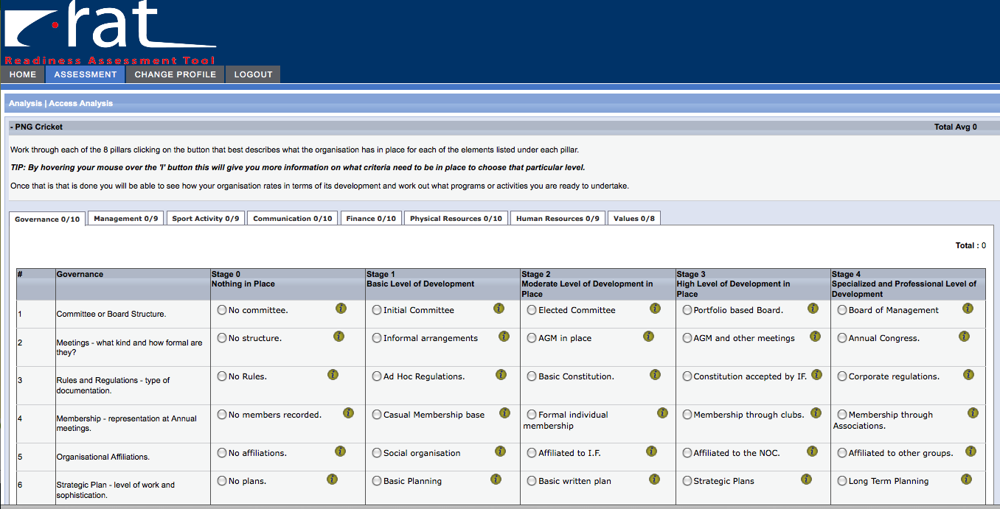 rat
Readiness Assessment Tool
HOME ASSESSMENT CHANGE PROFILE LOGOUT
Analysis | Access Analysis
- PNG Cricket Total Avg 0
Work through each of the 8 pillars clicking on the button that best describes what the organisation has in place for each of the elements listed under each pillar.
TIP: By hovering your mouse over the 'I' button this will give you more information on what criteria need to be in place to choose that particular level.
Once that is that is done you will be able to see how your organisation rates in terms of its development and work out what programs or activities you are ready to undertake.
Governance 0/10 Management 0/9 Sport Activity 0/9 Communication 0/10 Finance 0/10 Physical Resources 0/10 Human Resources 0/9 Values 0/8
Total : 0
# Governance Stage 0 Stage 1 Stage 2 Stage 3 Stage 4
Nothing in Place Basic Level of Development Moderate Level of Development in High Level of Development in Specialized and Professional Level of
Place Place Development
1 Committee or Board Structure. No committee. i Initial Committee i Elected Committee i Portfolio based Board. i Board of Management i
2 Meetings - what kind and how formal are No structure. i Informal arrangements i AGM in place i AGM and other meetings i Annual Congress. i
they?
3 Rules and Regulations - type of No Rules. i Ad Hoc Regulations. i Basic Constitution. i Constitution accepted by IF. i Corporate regulations. i
documentation.
4 Membership - representation at Annual No members recorded. i Casual Membership base i Formal individual i Membership through clubs. i Membership through i
meetings. membership Associations.
5 Organisational Affiliations. No affiliations. i Social organisation i Affiliated to I.F. i Affiliated to the NOC. i Affiliated to other groups. i
6 Strategic Plan - level of work and No plans. i Basic Planning i Basic written plan i Strategic Plans i Long Term Planning i
sophistication.